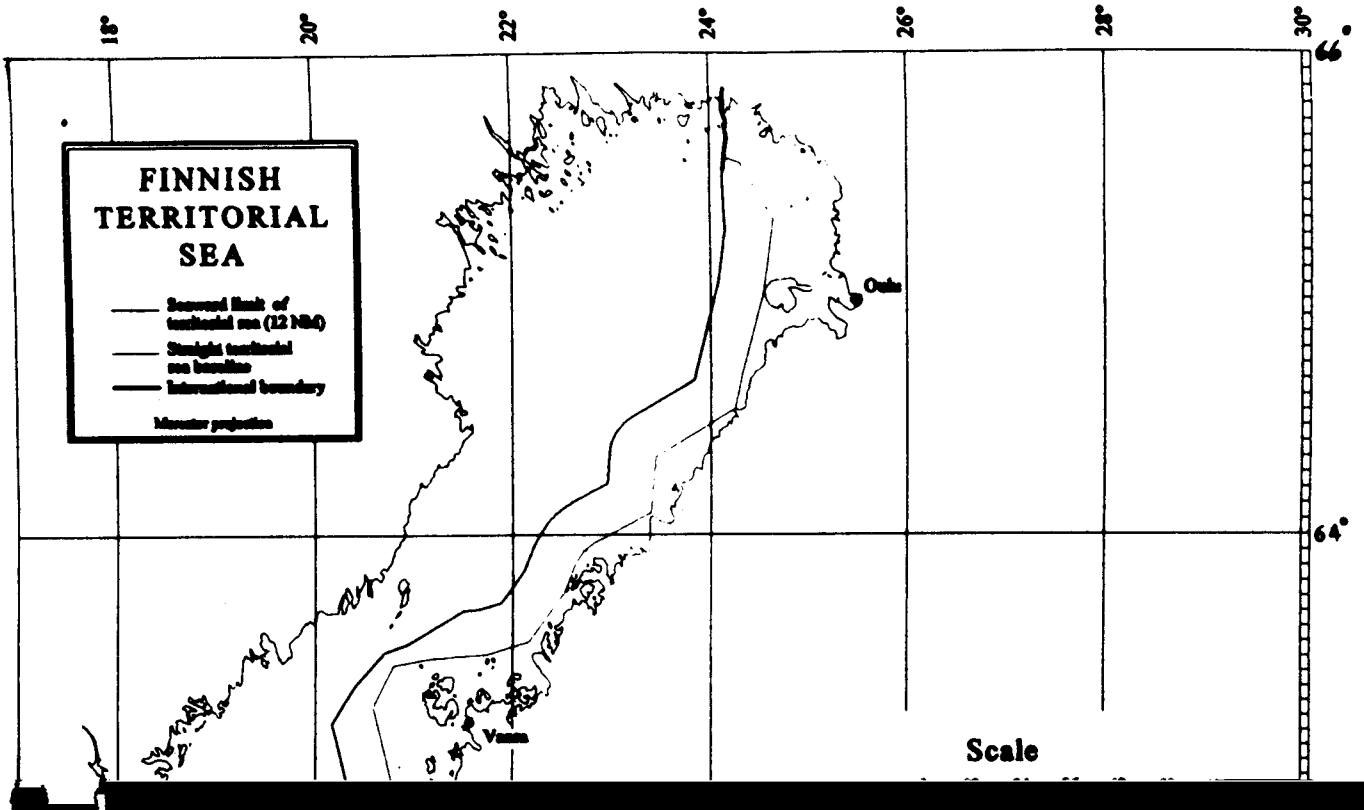 18° 20° 22° 24° 26° 28° 30°
66°
FINNISH
TERRITORIAL
SEA
Seaward limit of
territorial sea (12 NM)
Straight territorial
sea baseline
International boundary
Mercator projection
Oulu
64°
Vaasa
Scale